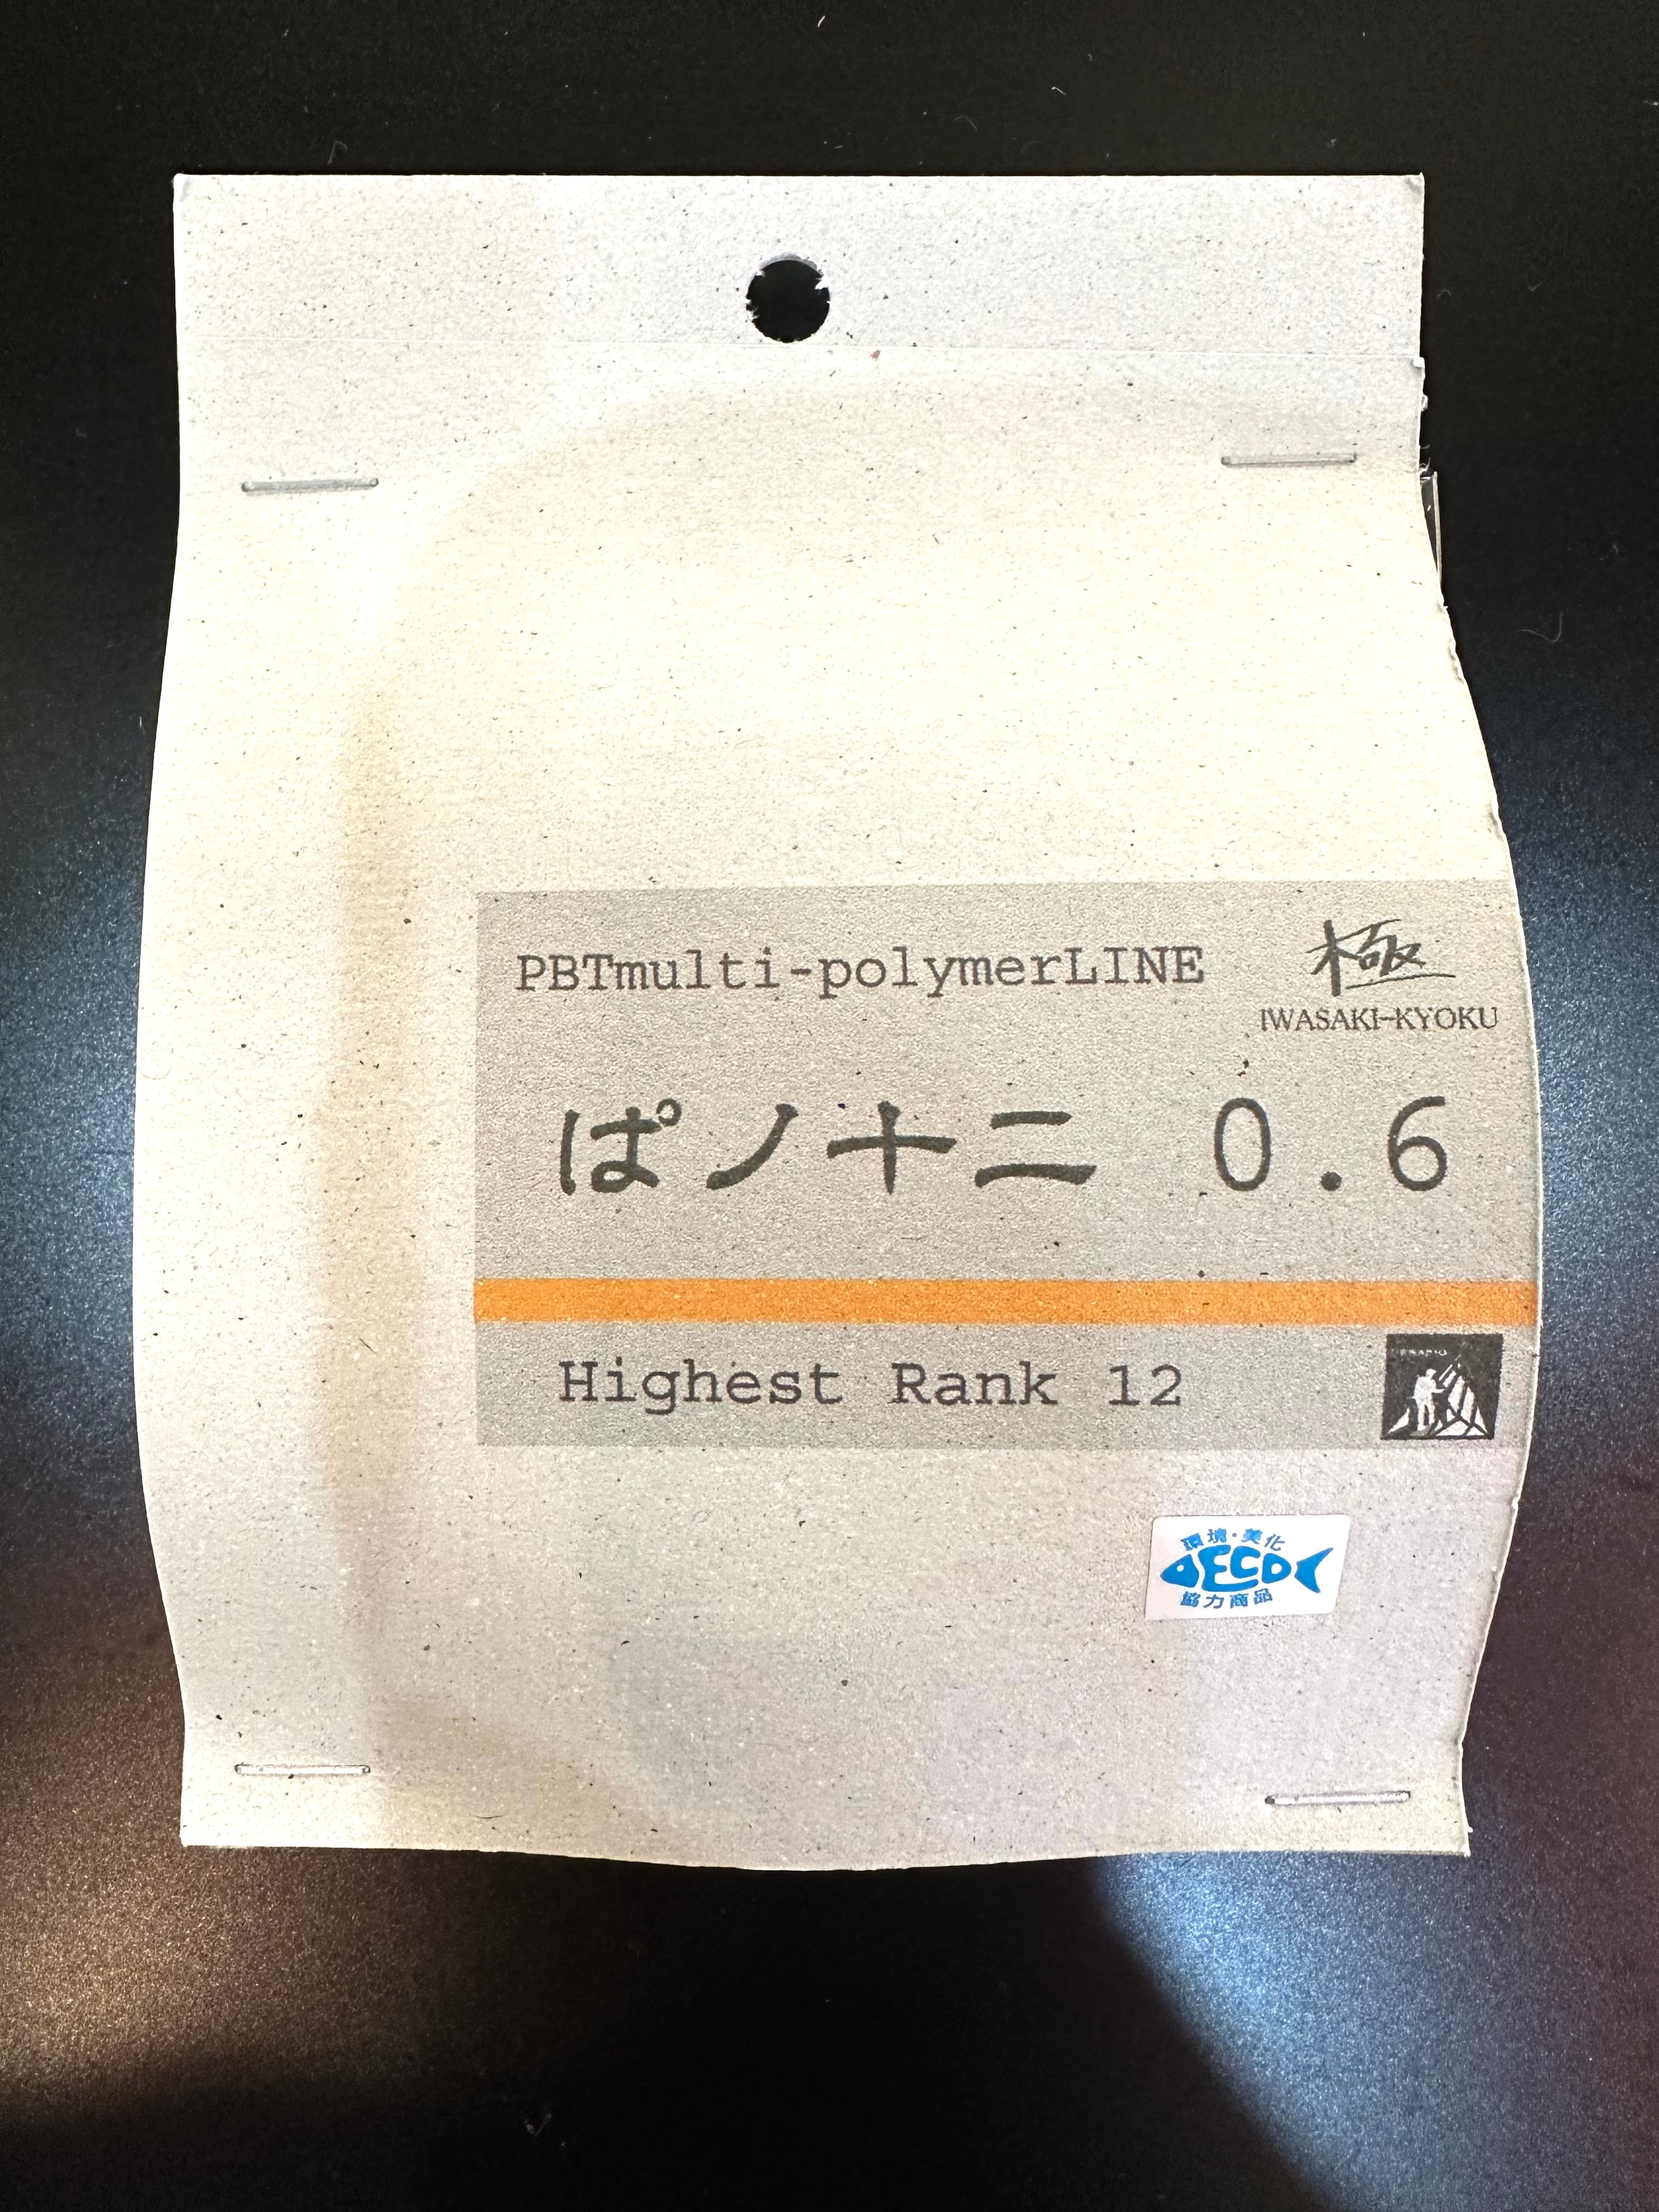 PBTmulti-polymerLINE
極
IWASAKI-KYOKU
ぱノ十二 0.6
Highest Rank 12
環境・美化
ECO
協力商品